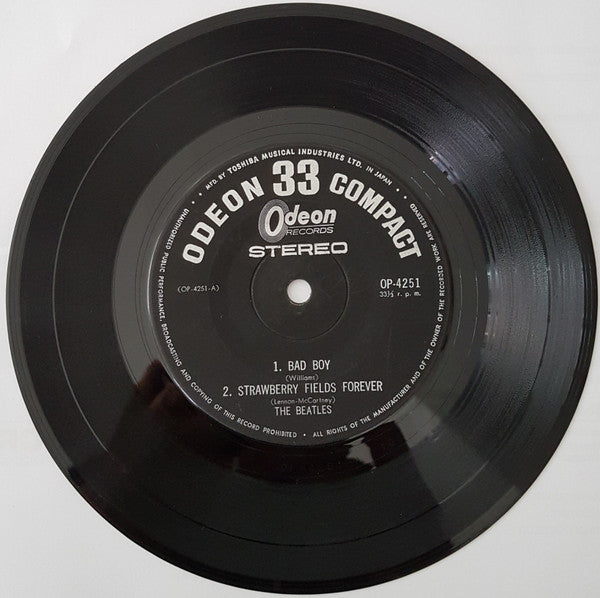 • MFD. BY TOSHIBA MUSICAL INDUSTRIES LTD. IN JAPAN •
ODEON 33 COMPACT
Odeon
RECORDS
STEREO
(OP-4251-A)
OP-4251
33⅓ r. p. m.
1. BAD BOY
(Williams)
2. STRAWBERRY FIELDS FOREVER
(Lennon-McCartney)
THE BEATLES
• ALL RIGHTS OF THE MANUFACTURER AND OF THE OWNER OF THE RECORDED WORK, ARE RESERVED
• UNAUTHORIZED PUBLIC PERFORMANCE, BROADCASTING AND COPYING OF THIS RECORD PROHIBITED